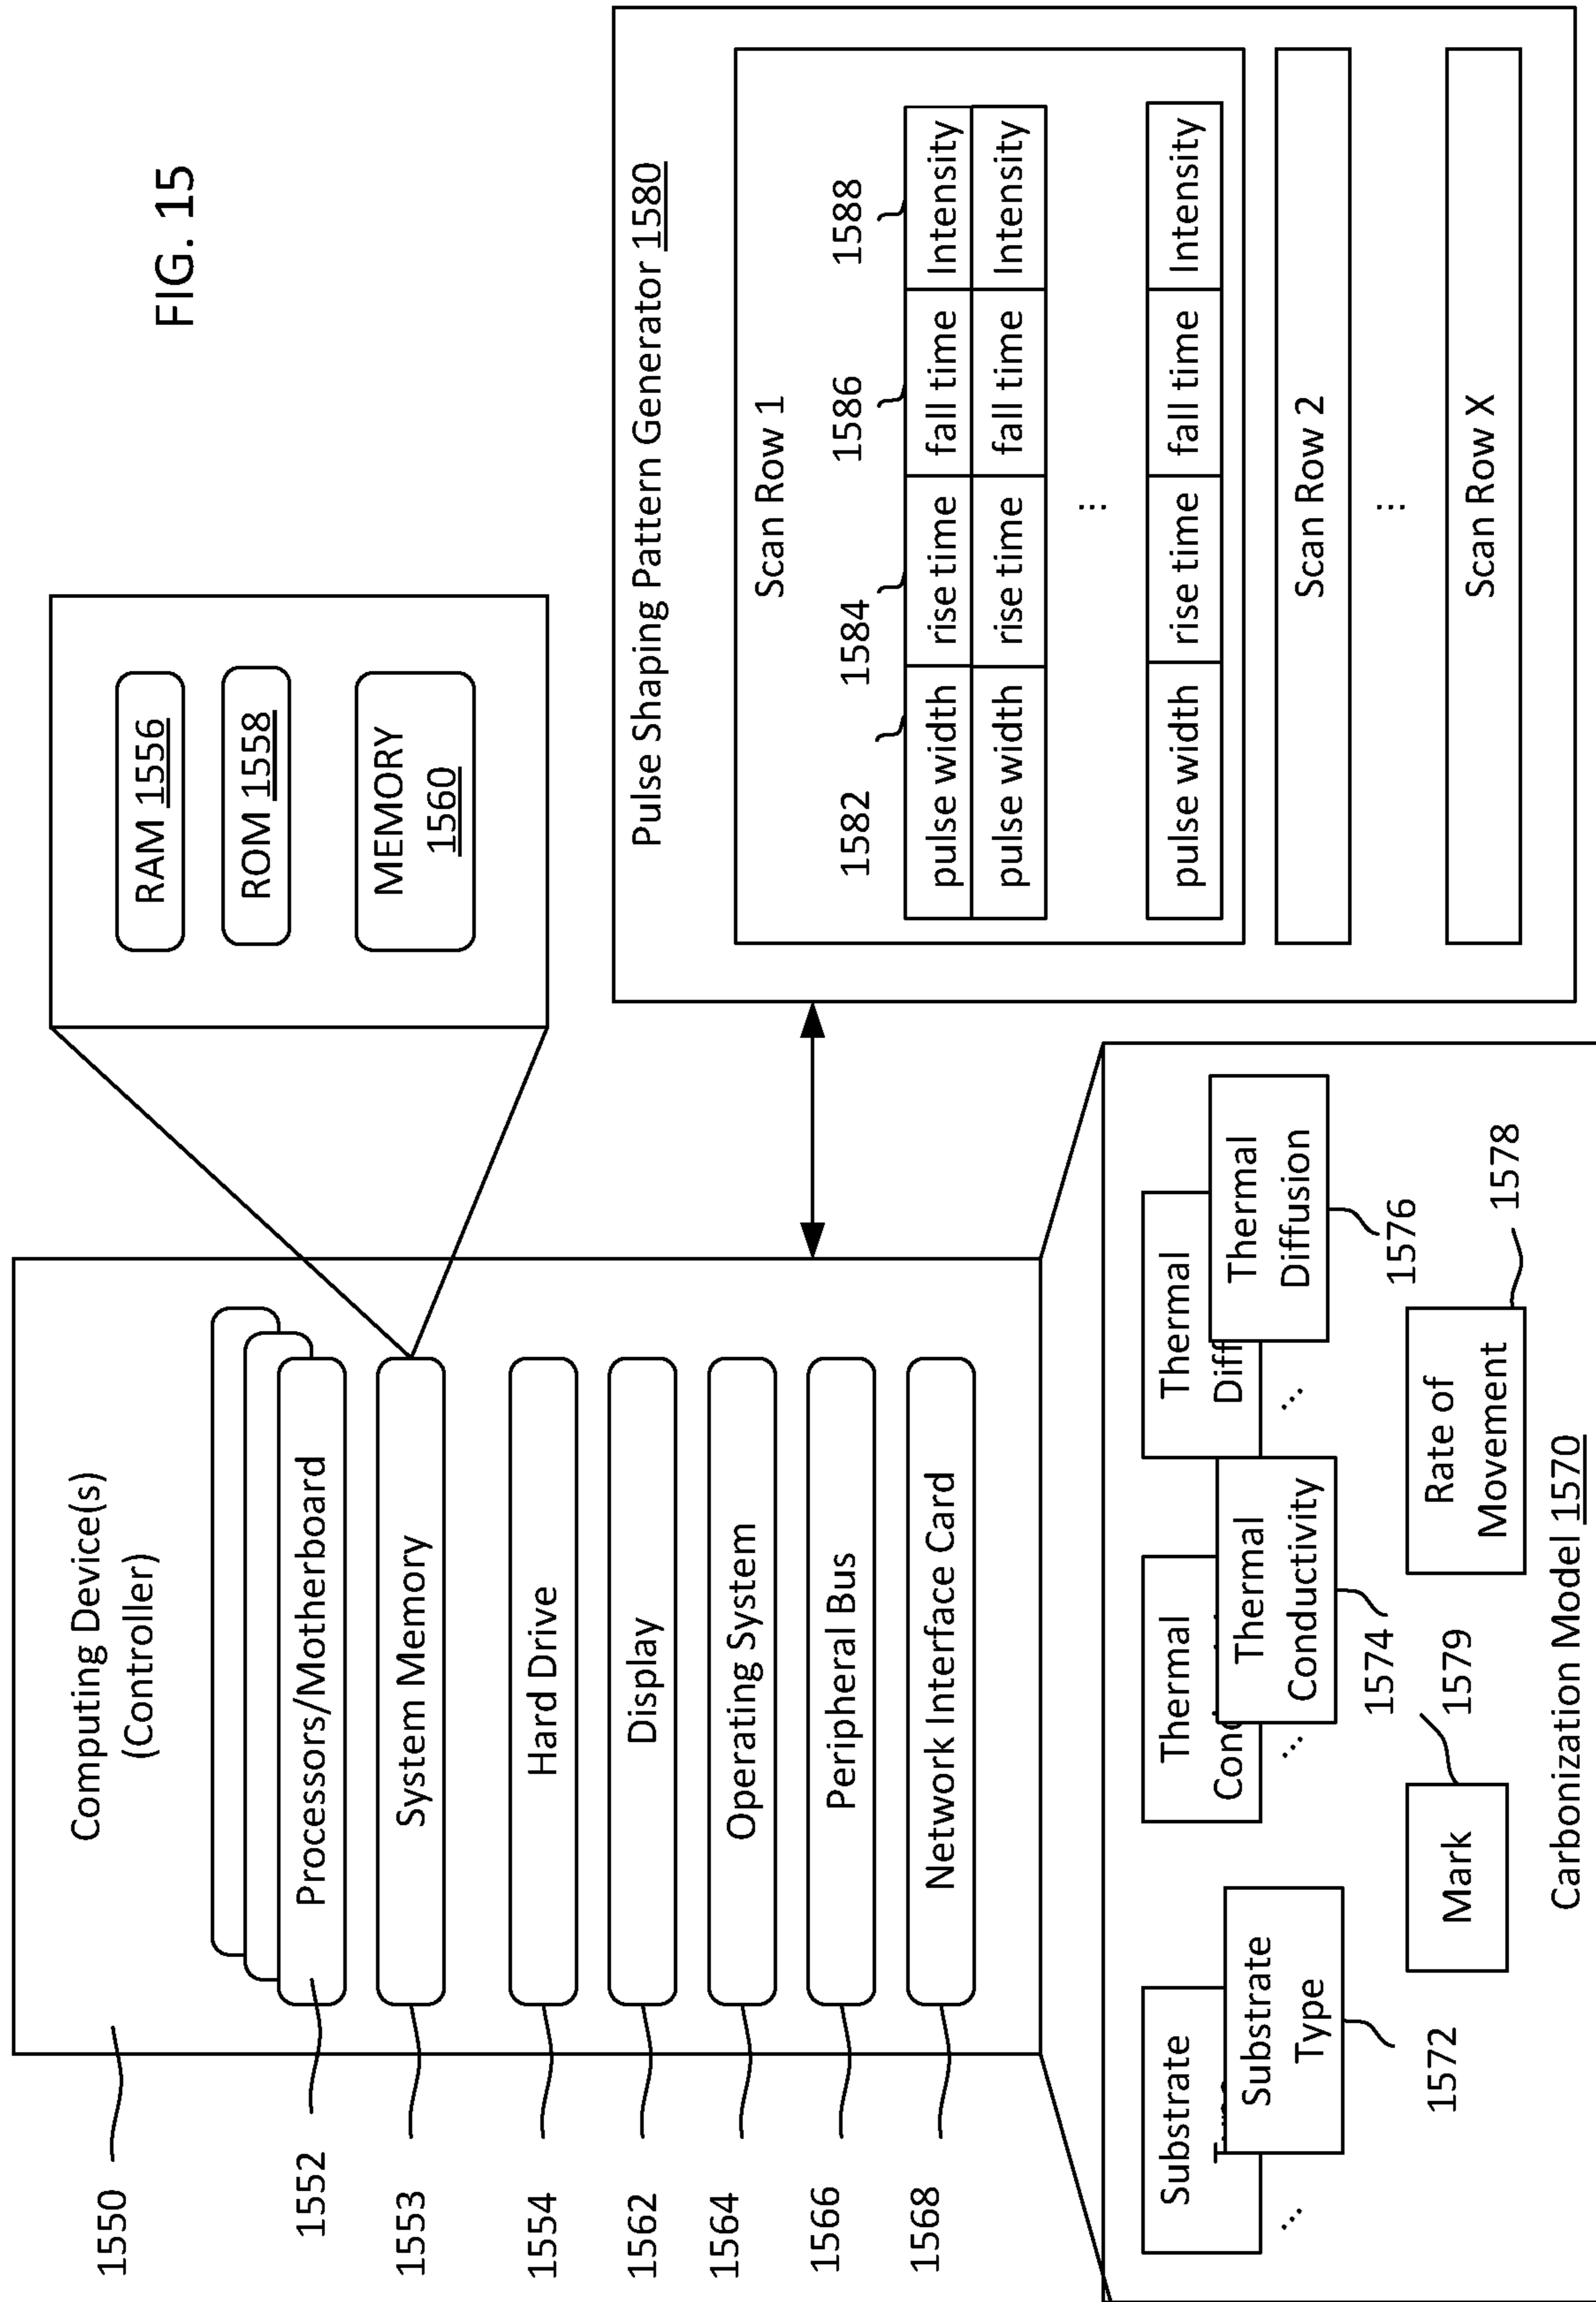 FIG. 15
Computing Device(s)
(Controller)
1550
Processors/Motherboard
1552
System Memory
1553
Hard Drive
1554
Display
1562
Operating System
1564
Peripheral Bus
1566
Network Interface Card
1568
RAM 1556
ROM 1558
MEMORY
1560
Pulse Shaping Pattern Generator 1580
Scan Row 1
1582
1584
1586
1588
pulse width rise time fall time Intensity
pulse width rise time fall time Intensity
...
pulse width rise time fall time Intensity
Scan Row 2
...
Scan Row X
Substrate
Substrate
Type
...
1572
Thermal
Thermal
Conductivity
...
1574
Thermal
Diff
Thermal
Diffusion
...
1576
Mark
1579
Rate of
Movement
1578
Carbonization Model 1570